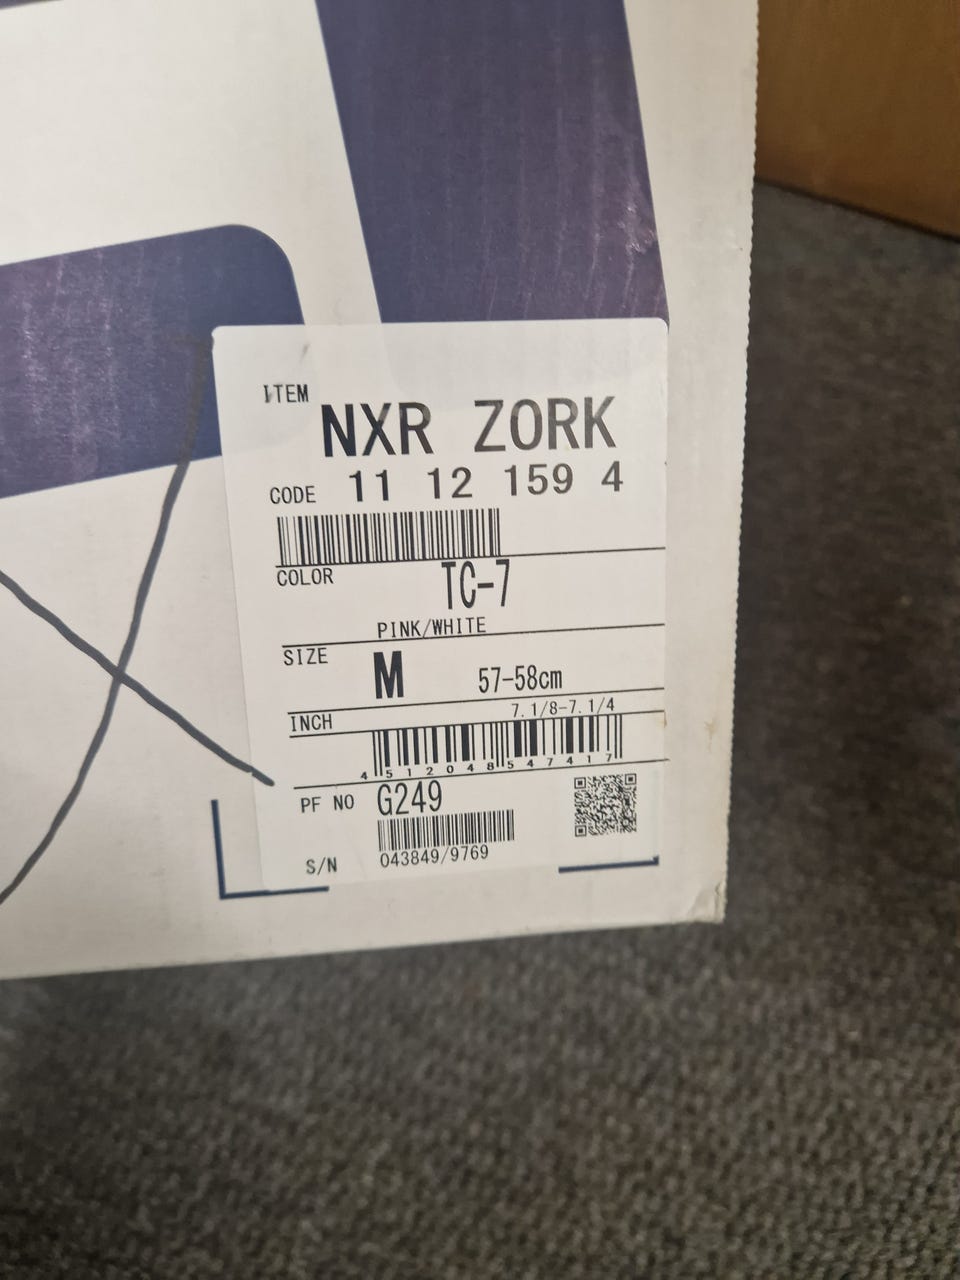 ITEM
NXR ZORK
CODE 11 12 159 4
COLOR TC-7
PINK/WHITE
SIZE M 57-58cm
INCH 7.1/8-7.1/4
4 512048 547417
PF NO G249
S/N 043849/9769